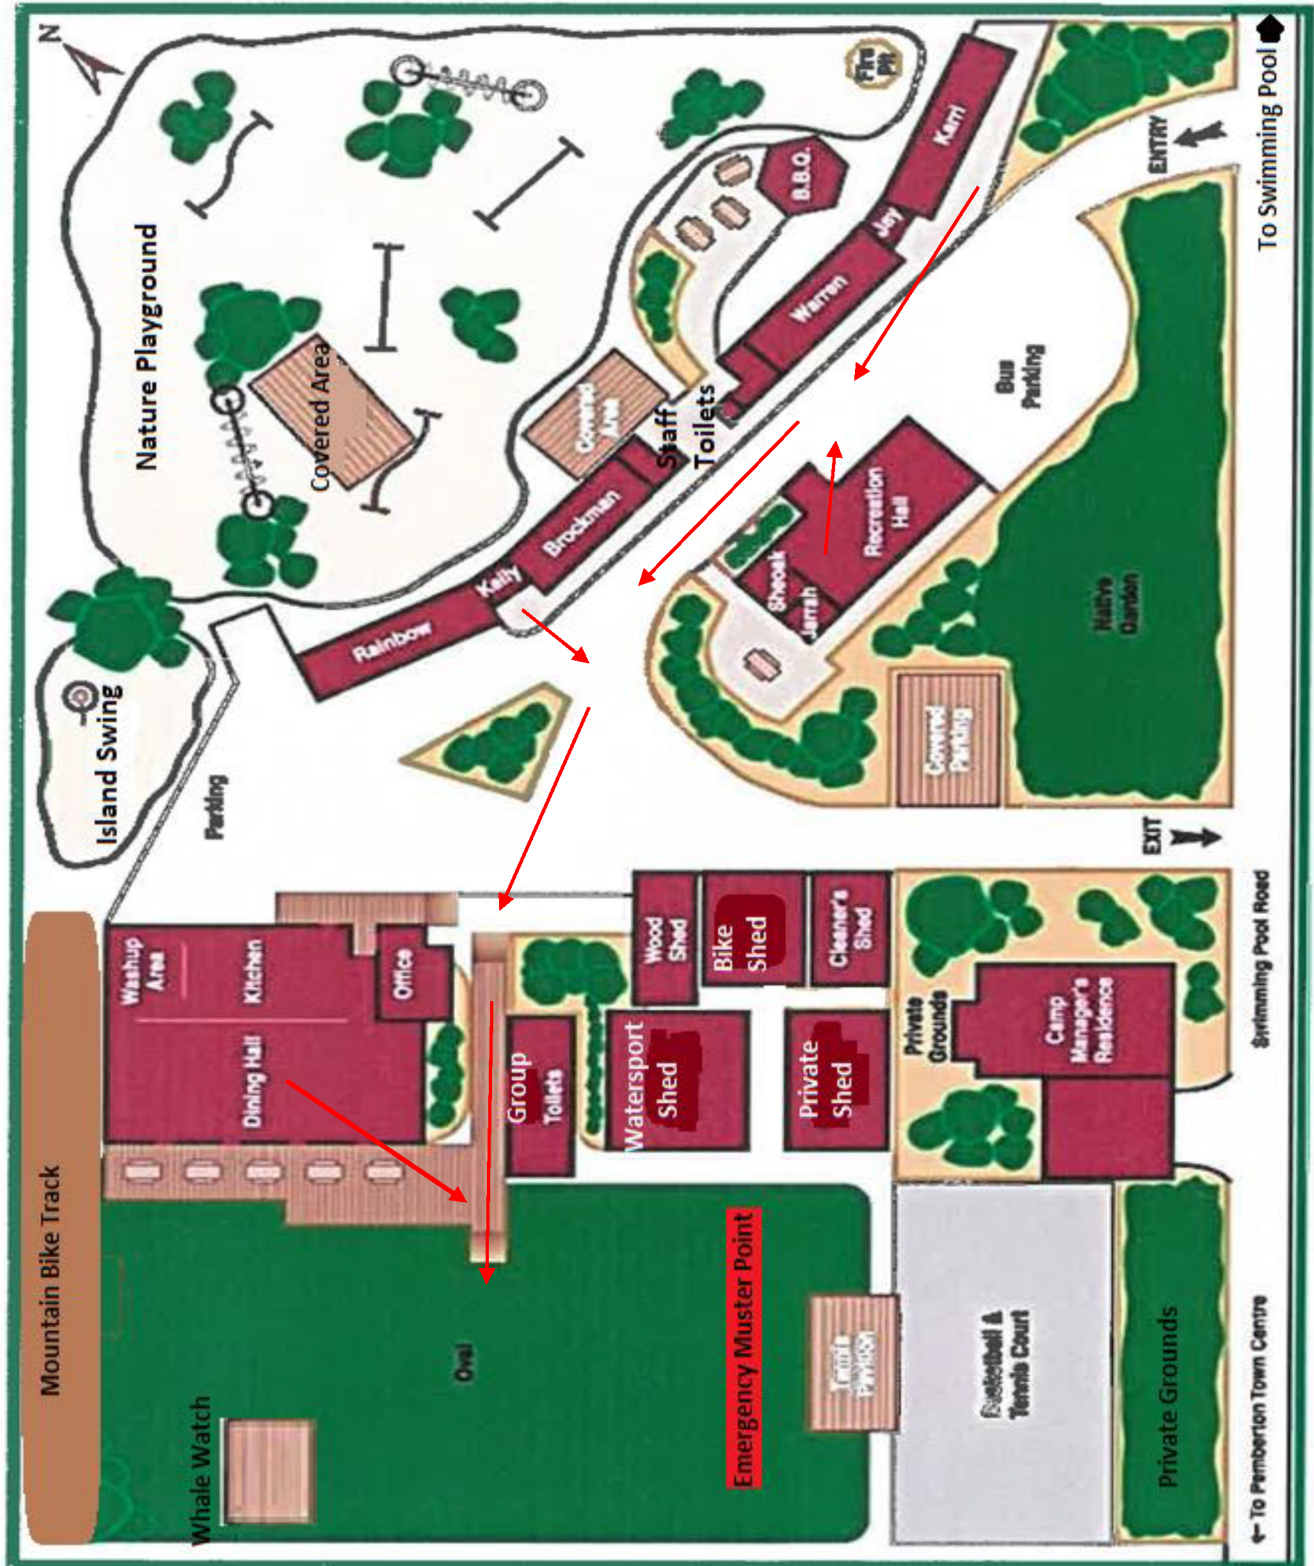 Mountain Bike Track
Island Swing
N
Whale Watch
Washup
Area
Parking
Nature Playground
Dining Hall
Kitchen
Covered Area
Oval
Office
Rainbow
Kelly
Group
Toilets
Brockman
Covered
Area
Staff
Toilets
Fire
Pit
Watersport
Shed
Wood
Shed
B.B.Q.
Emergency Muster Point
Bike
Shed
Sheoak
Jarrah
Warren
Jay
Karri
Private
Shed
Cleaner's
Shed
Recreation
Hall
Tennis
Pavilion
Private
Grounds
Covered
Parking
Bus
Parking
Basketball &
Tennis Court
Camp
Manager's
Residence
Native
Garden
Private Grounds
EXIT
ENTRY
← To Pemberton Town Centre
Swimming Pool Road
To Swimming Pool